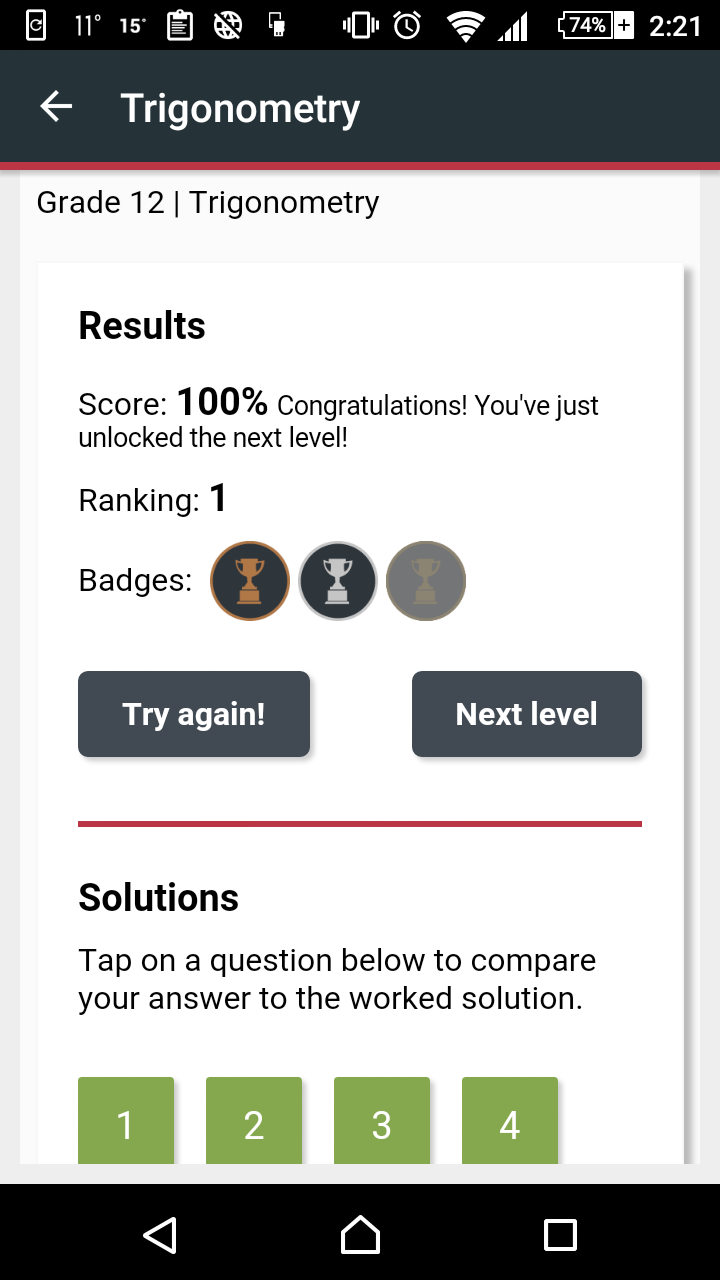 11° 15° 74% 2:21
Trigonometry
Grade 12 | Trigonometry
Results
Score: 100% Congratulations! You've just
unlocked the next level!
Ranking: 1
Badges:
Try again! Next level
Solutions
Tap on a question below to compare
your answer to the worked solution.
1 2 3 4